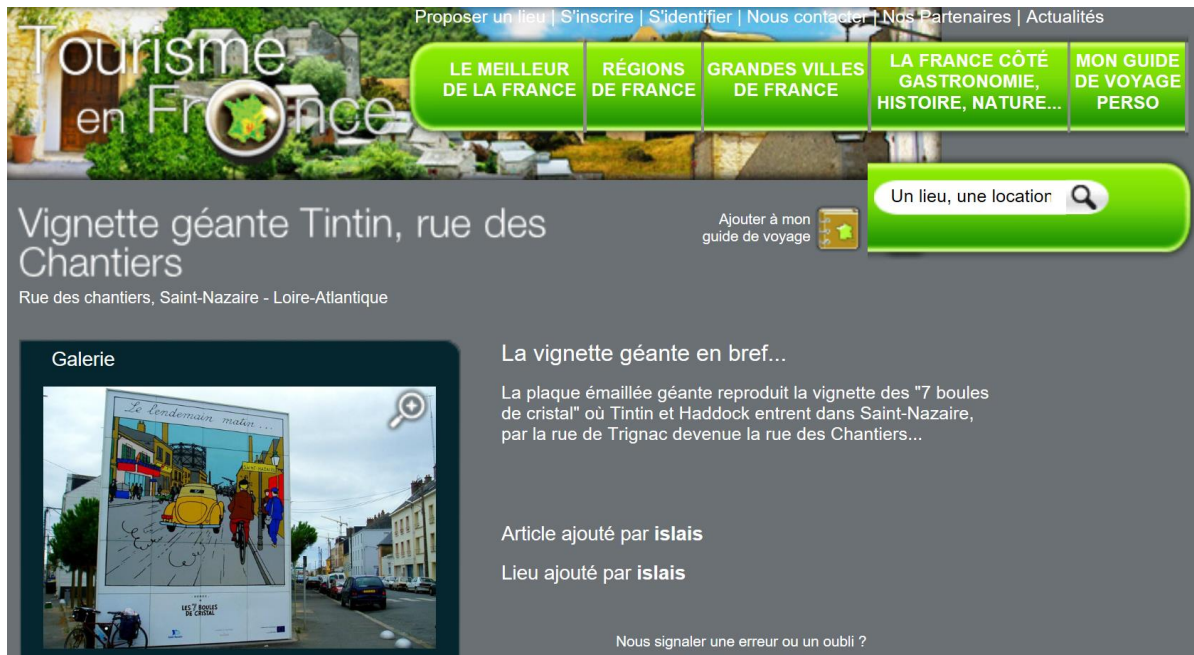 Proposer un lieu | S'inscrire | S'identifier | Nous contacter | Nos Partenaires | Actualités
Tourisme
en France
LE MEILLEUR
DE LA FRANCE
RÉGIONS
DE FRANCE
GRANDES VILLES
DE FRANCE
LA FRANCE CÔTÉ
GASTRONOMIE,
HISTOIRE, NATURE...
MON GUIDE
DE VOYAGE
PERSO
Un lieu, une location
Vignette géante Tintin, rue des
Chantiers
Ajouter à mon
guide de voyage
Rue des chantiers, Saint-Nazaire - Loire-Atlantique
Galerie
Le lendemain matin...
SAINT-NAZAIRE
LES 7 BOULES
DE CRISTAL
La vignette géante en bref...
La plaque émaillée géante reproduit la vignette des "7 boules
de cristal" où Tintin et Haddock entrent dans Saint-Nazaire,
par la rue de Trignac devenue la rue des Chantiers...
Article ajouté par islais
Lieu ajouté par islais
Nous signaler une erreur ou un oubli ?